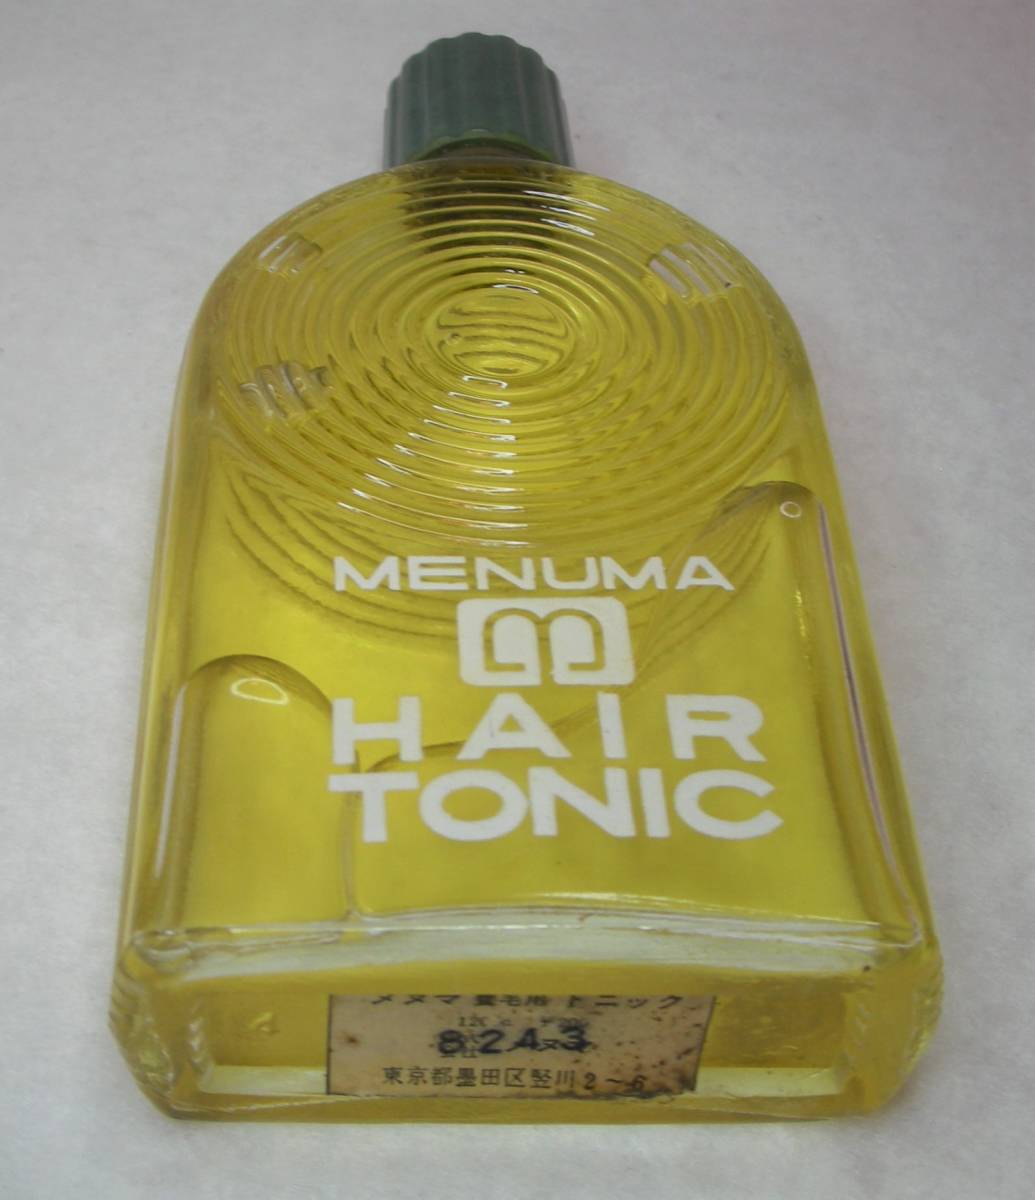 MENUMA
HAIR
TONIC
メヌマ 養毛用 トニック
8243
東京都墨田区竪川2~6